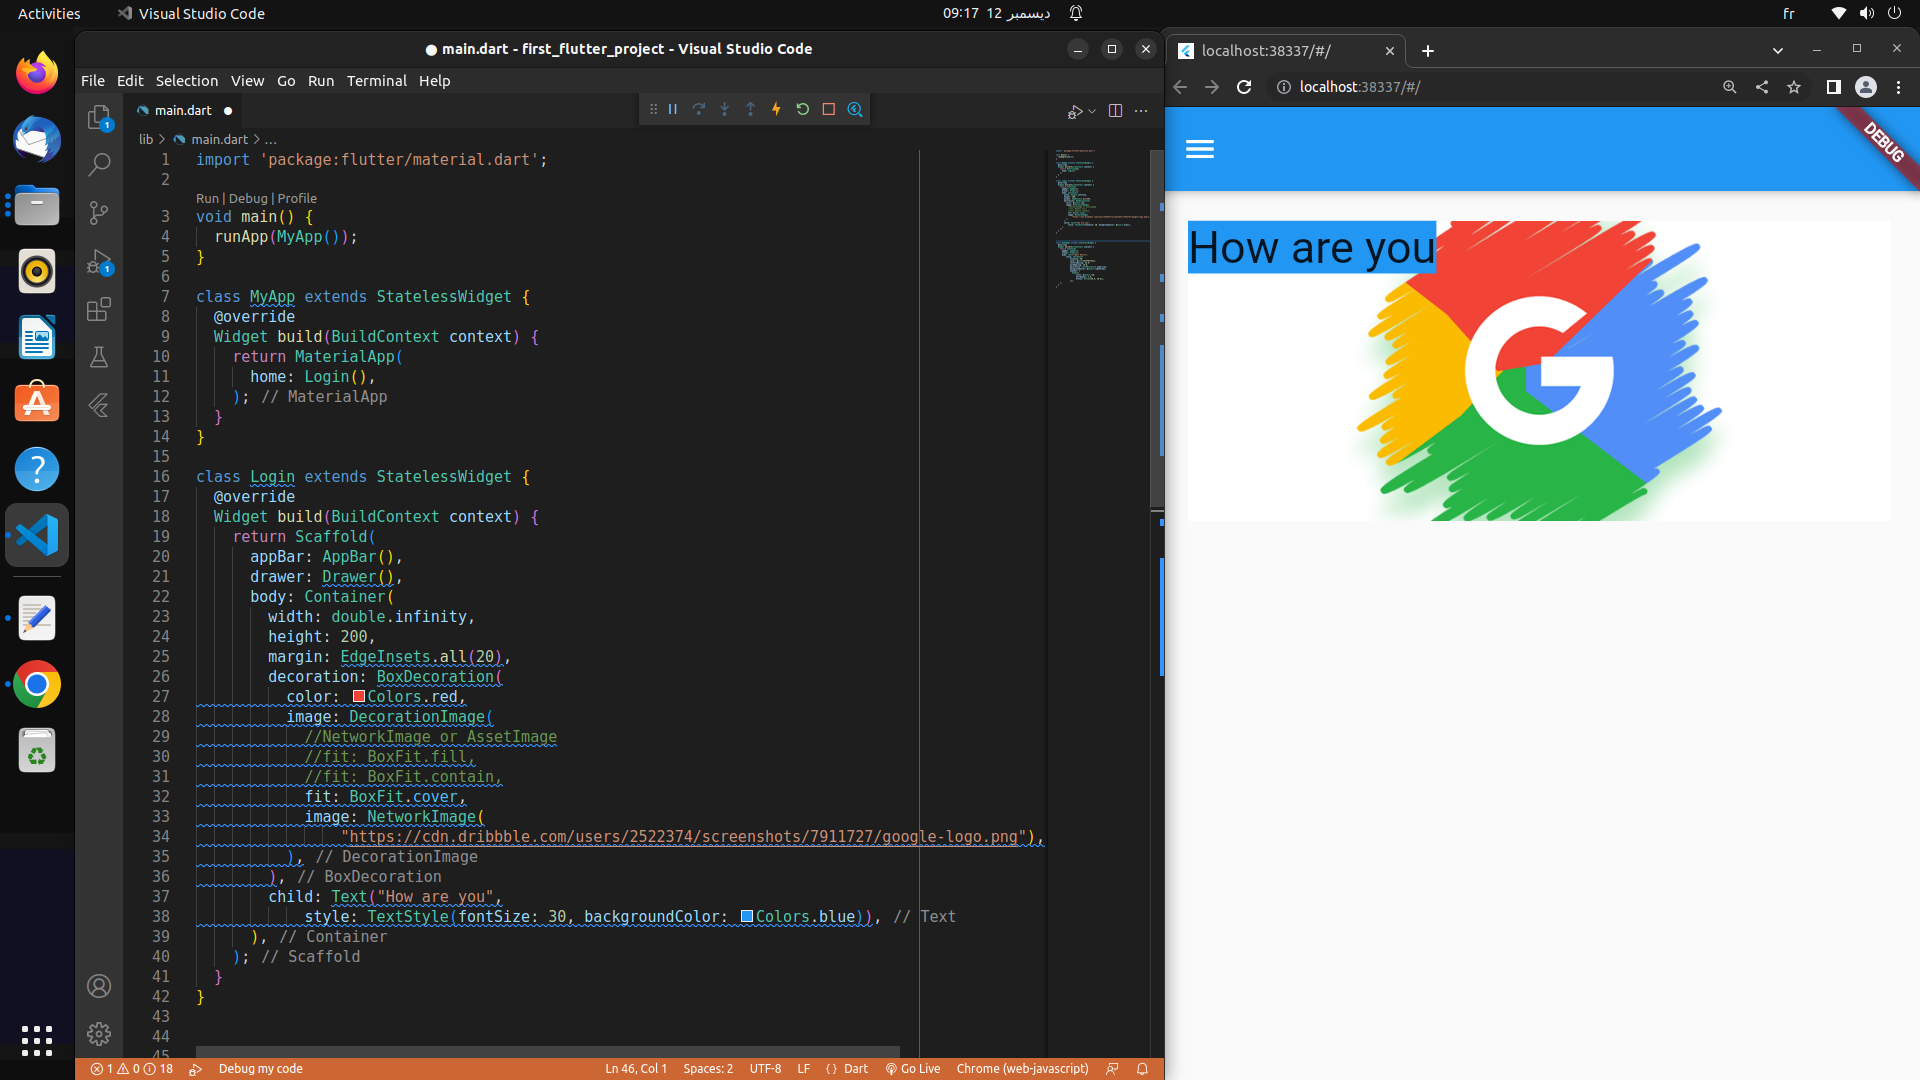 Activities
Visual Studio Code
09:17 12 ديسمبر
fr
● main.dart - first_flutter_project - Visual Studio Code
File Edit Selection View Go Run Terminal Help
main.dart
lib > main.dart > ...
1 import 'package:flutter/material.dart';
2
Run | Debug | Profile
3 void main() {
4 runApp(MyApp());
5 }
6
7 class MyApp extends StatelessWidget {
8 @override
9 Widget build(BuildContext context) {
10 return MaterialApp(
11 home: Login(),
12 ); // MaterialApp
13 }
14 }
15
16 class Login extends StatelessWidget {
17 @override
18 Widget build(BuildContext context) {
19 return Scaffold(
20 appBar: AppBar(),
21 drawer: Drawer(),
22 body: Container(
23 width: double.infinity,
24 height: 200,
25 margin: EdgeInsets.all(20),
26 decoration: BoxDecoration(
27 color: Colors.red,
28 image: DecorationImage(
29 //NetworkImage or AssetImage
30 //fit: BoxFit.fill,
31 //fit: BoxFit.contain,
32 fit: BoxFit.cover,
33 image: NetworkImage(
34 "https://cdn.dribbble.com/users/2522374/screenshots/7911727/google-logo.png"),
35 ), // DecorationImage
36 ), // BoxDecoration
37 child: Text("How are you",
38 style: TextStyle(fontSize: 30, backgroundColor: Colors.blue)), // Text
39 ), // Container
40 ); // Scaffold
41 }
42 }
43
44
45
1 0 18 Debug my code Ln 46, Col 1 Spaces: 2 UTF-8 LF {} Dart Go Live Chrome (web-javascript)
localhost:38337/#/
localhost:38337/#/
DEBUG
How are you